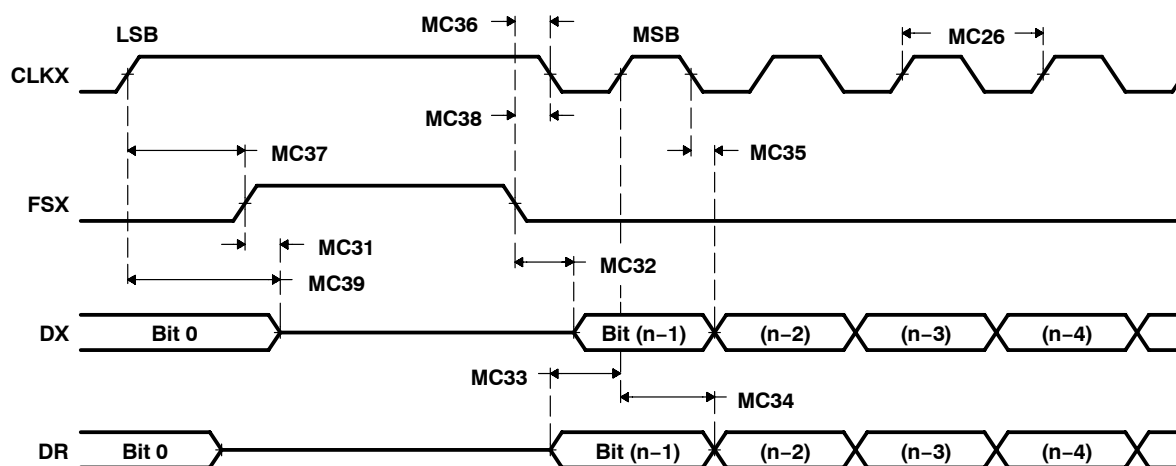 MC36
LSB
MSB
MC26
CLKX
MC38
MC37
MC35
FSX
MC31
MC32
MC39
DX
Bit 0
Bit (n−1)
(n−2)
(n−3)
(n−4)
MC33
MC34
DR
Bit 0
Bit (n−1)
(n−2)
(n−3)
(n−4)